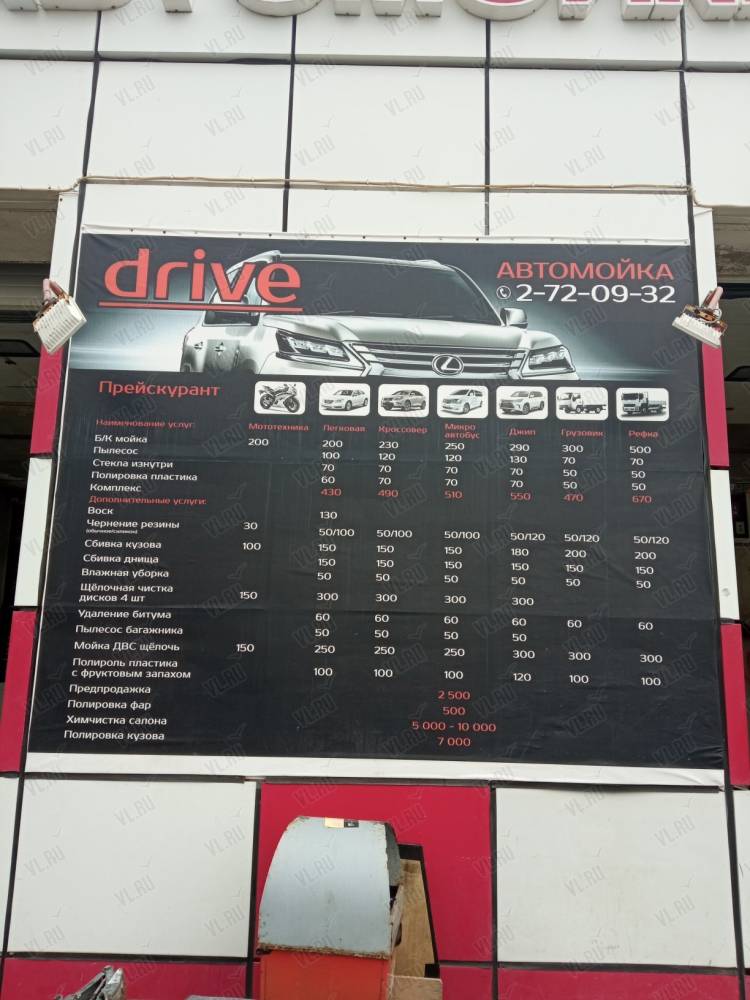 drive
АВТОМОЙКА
2-72-09-32
Прейскурант
Наименование услуг: Мототехника Легковая Кроссовер Микро автобус Джип Грузовик Рефка
Б/К мойка 200 200 230 250 290 300 500
Пылесос 100 120 120 130 70 70
Стекла изнутри 70 70 70 70 50 50
Полировка пластика 60 70 70 70 50 50
Комплекс 430 490 510 550 470 670
Дополнительные услуги:
Воск 130
Чернение резины 30 50/100 50/100 50/100 50/120 50/120 50/120
(обычное/силикон)
Сбивка кузова 100 150 150 150 180 200 200
Сбивка днища 150 150 150 150 150 150
Влажная уборка 50 50 50 50 50 50
Щёлочная чистка
дисков 4 шт 150 300 300 300 300
Удаление битума 60 60 60 60 60 60
Пылесос багажника 50 50 50 50
Мойка ДВС щёлочь 150 250 250 250 300 300 300
Полироль пластика
с фруктовым запахом 100 100 100 120 100 100
Предпродажка 2 500
Полировка фар 500
Химчистка салона 5 000 - 10 000
Полировка кузова 7 000
VL.RU